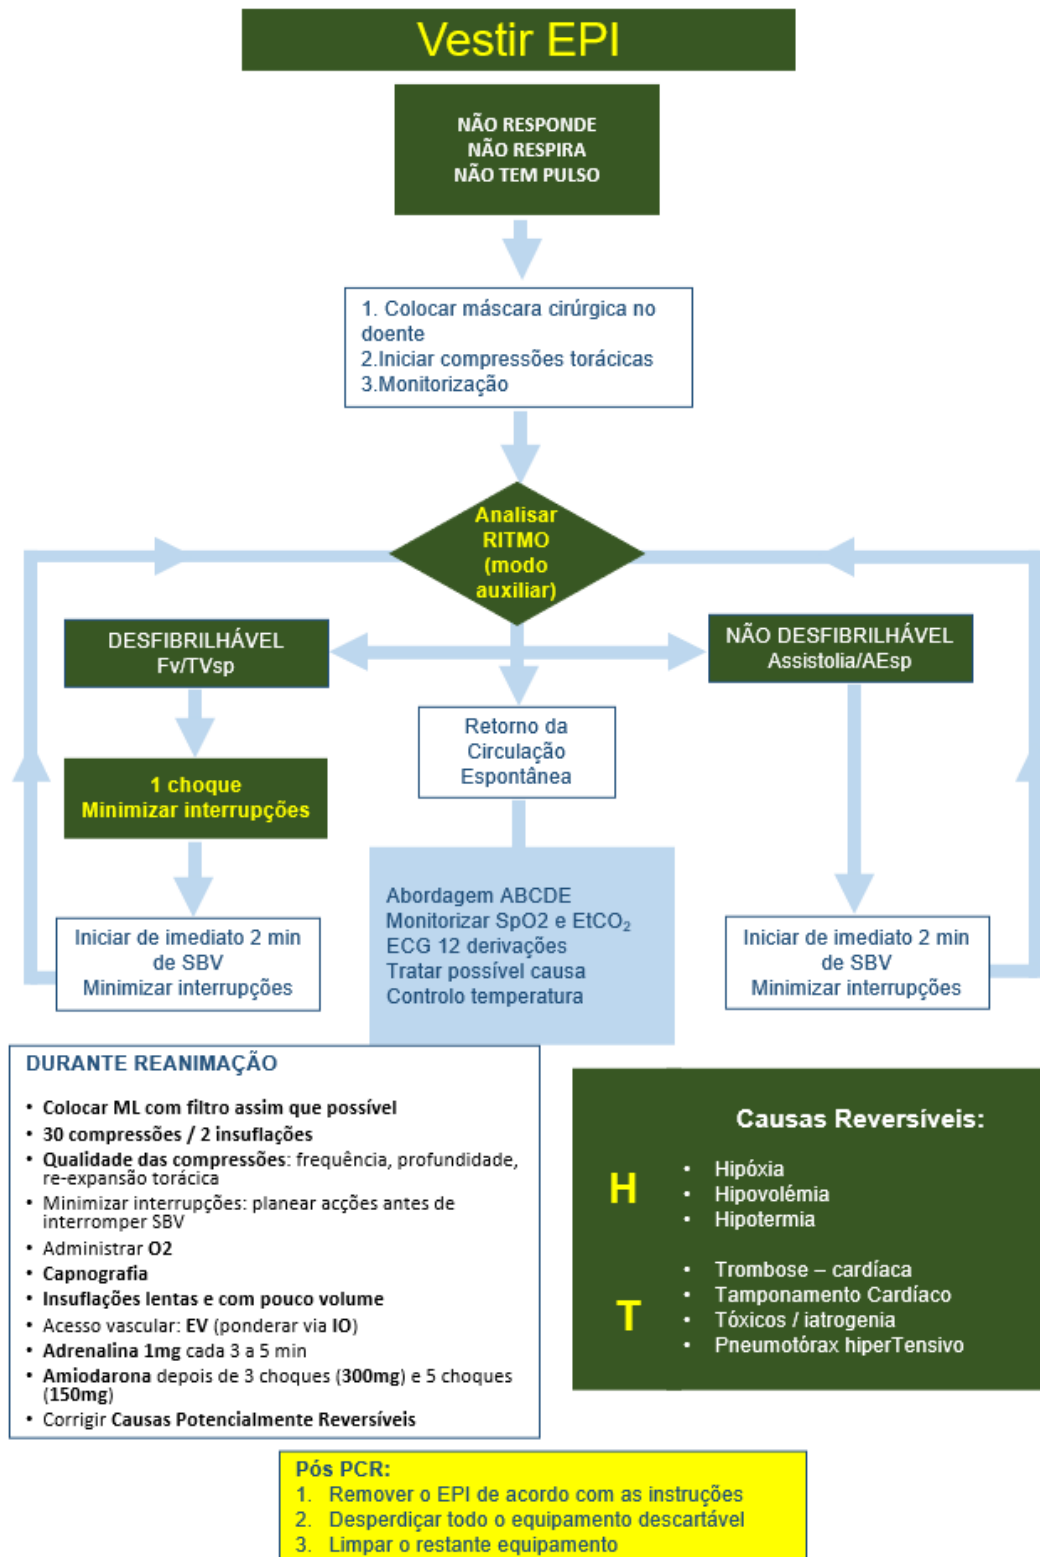 Vestir EPI
NÃO RESPONDE
NÃO RESPIRA
NÃO TEM PULSO
1. Colocar máscara cirúrgica no
doente
2.Iniciar compressões torácicas
3.Monitorização
Analisar
RITMO
(modo
auxiliar)
DESFIBRILHÁVEL
Fv/TVsp
NÃO DESFIBRILHÁVEL
Assistolia/AEsp
1 choque
Minimizar interrupções
Retorno da
Circulação
Espontânea
Iniciar de imediato 2 min
de SBV
Minimizar interrupções
Abordagem ABCDE
Monitorizar SpO2 e EtCO₂
ECG 12 derivações
Tratar possível causa
Controlo temperatura
Iniciar de imediato 2 min
de SBV
Minimizar interrupções
DURANTE REANIMAÇÃO
• Colocar ML com filtro assim que possível
• 30 compressões / 2 insuflações
• Qualidade das compressões: frequência, profundidade,
re-expansão torácica
• Minimizar interrupções: planear acções antes de
interromper SBV
• Administrar O2
• Capnografia
• Insuflações lentas e com pouco volume
• Acesso vascular: EV (ponderar via IO)
• Adrenalina 1mg cada 3 a 5 min
• Amiodarona depois de 3 choques (300mg) e 5 choques
(150mg)
• Corrigir Causas Potencialmente Reversíveis
Causas Reversíveis:
H
• Hipóxia
• Hipovolémia
• Hipotermia
T
• Trombose – cardíaca
• Tamponamento Cardíaco
• Tóxicos / iatrogenia
• Pneumotórax hiperTensivo
Pós PCR:
1. Remover o EPI de acordo com as instruções
2. Desperdiçar todo o equipamento descartável
3. Limpar o restante equipamento